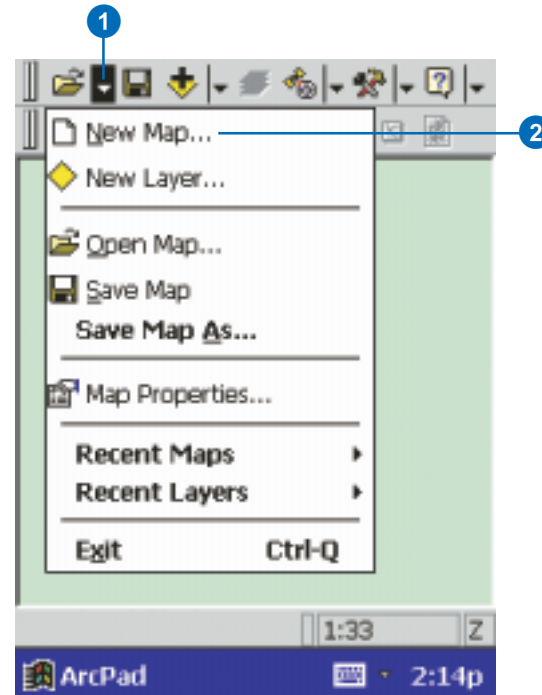 1
2
New Map...
New Layer...
Open Map...
Save Map
Save Map As...
Map Properties...
Recent Maps
Recent Layers
Exit Ctrl-Q
1:33 Z
ArcPad 2:14p